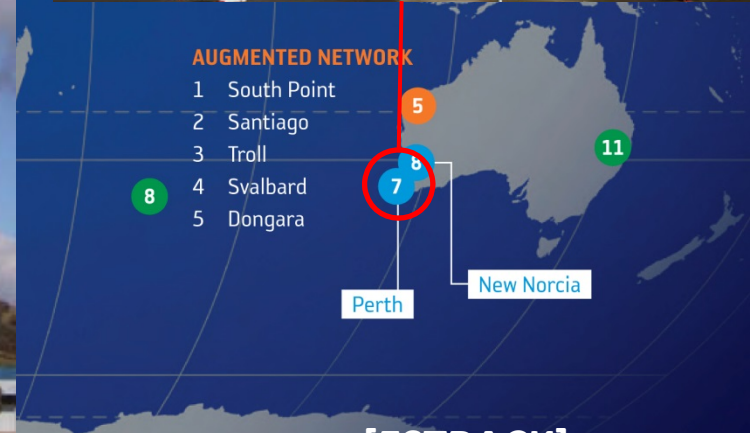 AUGMENTED NETWORK
1 South Point
2 Santiago
3 Troll
4 Svalbard
5 Dongara
5
11
8
8
7
New Norcia
Perth